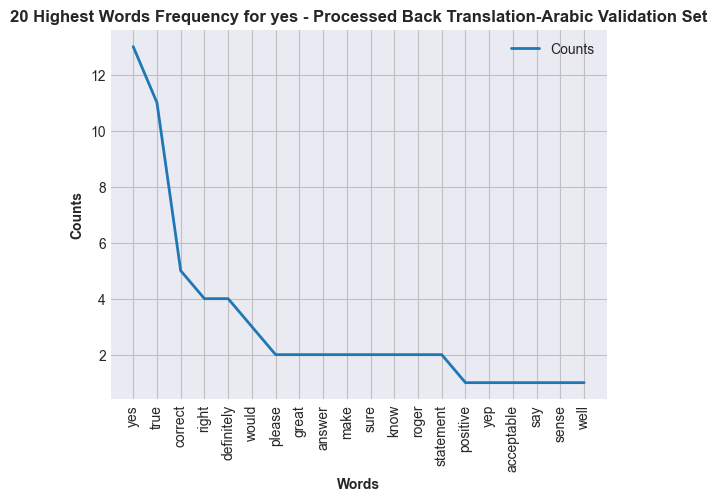 20 Highest Words Frequency for yes - Processed Back Translation-Arabic Validation Set
Counts
12
10
8
6
4
2
Counts
yes
true
correct
right
definitely
would
please
great
answer
make
sure
know
roger
statement
positive
yep
acceptable
say
sense
well
Words